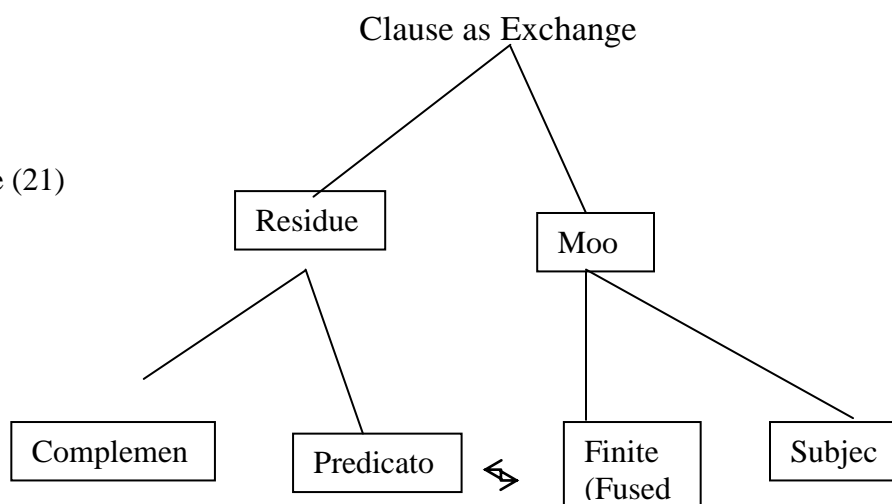 Clause as Exchange
e (21)
Residue
Moo
Complemen
Predicato
Finite
(Fused
Subjec